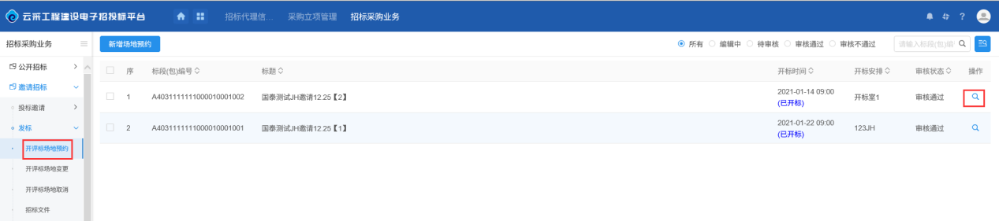 云采工程建设电子招投标平台 招标代理信... 采购立项管理 招标采购业务 ?
招标采购业务
新增场地预约 所有 编辑中 待审核 审核通过 审核不通过 请输入标段(包)编
公开招标
邀请招标
投标邀请
发标
开评标场地预约
开评标场地变更
开评标场地取消
招标文件
序 标段(包)编号 标题 开标时间 开标安排 审核状态 操作
1 国泰测试JH邀请12.25【2】 2021-01-14 09:00 开标室1 审核通过
(已开标)
2 国泰测试JH邀请12.25【1】 2021-01-22 09:00 123JH 审核通过
(已开标)